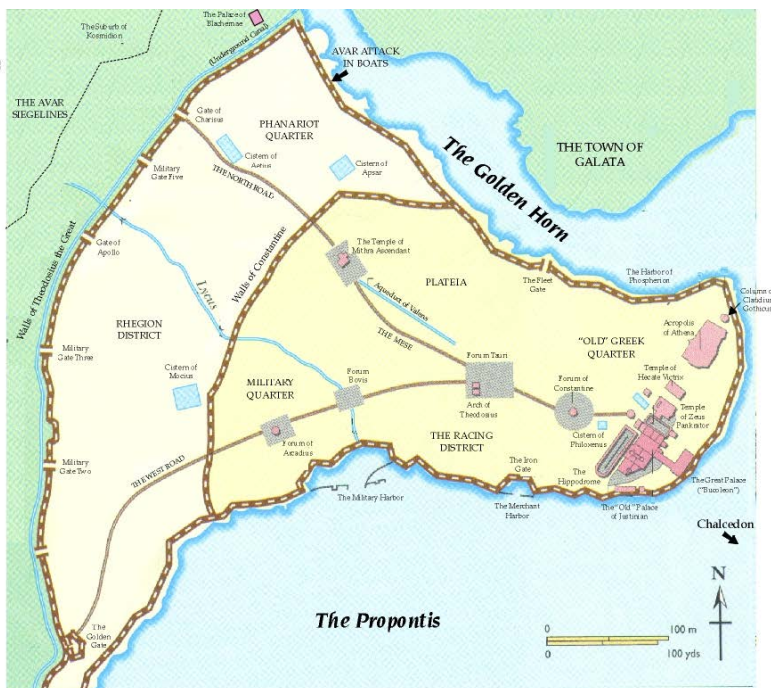 The Palace of
Blachernae
The Suburb of
Kosmidion
(Underground Canal)
AVAR ATTACK
IN BOATS
THE AVAR
SIEGELINES
Gate of
Charisus
PHANARIOT
QUARTER
THE TOWN OF
GALATA
The Golden Horn
Cistern of
Aetius
Cistern of
Aspar
Military
Gate Five
THE NORTH ROAD
Walls of Theodosius the Great
Gate of
Apollo
Walls of Constantine
The Temple of
Mithra Ascendant
Lycus
PLATEIA
Aqueduct of Valens
The Fleet
Gate
The Harbor of
Phospherion
Column of
Claudius
Gothicus
RHEGION
DISTRICT
THE MESE
Acropolis
of Athena
"OLD" GREEK
QUARTER
Military
Gate Three
Forum Tauri
Cistern of
Mocius
Forum
Bovis
MILITARY
QUARTER
Forum of
Constantine
Temple of
Hecate Victrix
Arch of
Theodosius
Temple
of Zeus
Pankrator
Forum of
Arcadius
THE RACING
DISTRICT
Cistern of
Philoxenus
Military
Gate Two
THE WEST ROAD
The Iron
Gate
The
Hippodrome
The Great Palace
("Bucoleon")
The Military Harbor
The Merchant
Harbor
The "Old" Palace
of Justinian
Chalcedon
N
The Propontis
The
Golden
Gate
0
100 m
0
100 yds